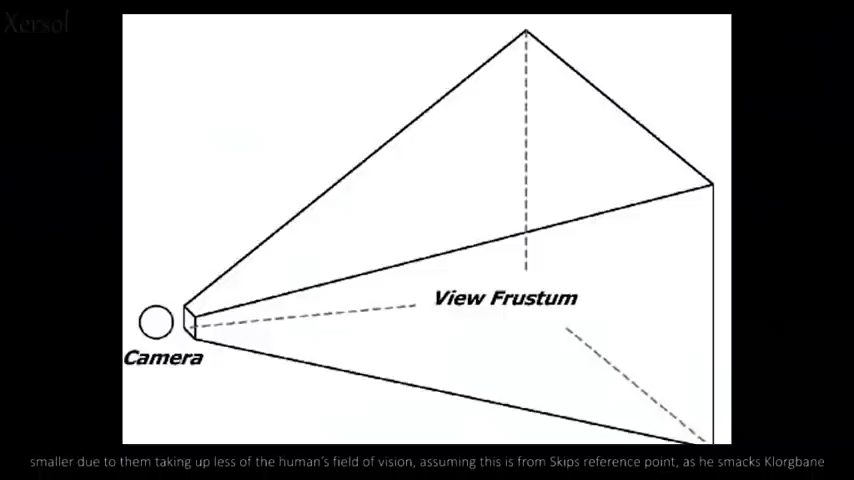 Xersol
View Frustum
Camera
smaller due to them taking up less of the human's field of vision, assuming this is from Skips reference point, as he smacks Klorgbane